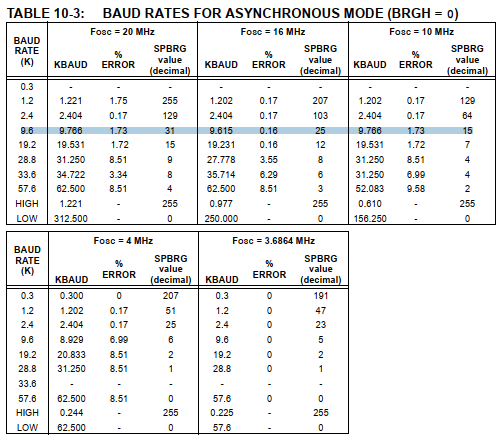 TABLE 10-3: BAUD RATES FOR ASYNCHRONOUS MODE (BRGH = 0)
BAUD RATE (K) | FOSC = 20 MHz | FOSC = 16 MHz | FOSC = 10 MHz
KBAUD | % ERROR | SPBRG value (decimal) | KBAUD | % ERROR | SPBRG value (decimal) | KBAUD | % ERROR | SPBRG value (decimal)
0.3 - - - - - - - - -
1.2 1.221 1.75 255 1.202 0.17 207 1.202 0.17 129
2.4 2.404 0.17 129 2.404 0.17 103 2.404 0.17 64
9.6 9.766 1.73 31 9.615 0.16 25 9.766 1.73 15
19.2 19.531 1.72 15 19.231 0.16 12 19.531 1.72 7
28.8 31.250 8.51 9 27.778 3.55 8 31.250 8.51 4
33.6 34.722 3.34 8 35.714 6.29 6 31.250 6.99 4
57.6 62.500 8.51 4 62.500 8.51 3 52.083 9.58 2
HIGH 1.221 - 255 0.977 - 255 0.610 - 255
LOW 312.500 - 0 250.000 - 0 156.250 - 0
BAUD RATE (K) | FOSC = 4 MHz | FOSC = 3.6864 MHz
KBAUD | % ERROR | SPBRG value (decimal) | KBAUD | % ERROR | SPBRG value (decimal)
0.3 0.300 0 207 0.3 0 191
1.2 1.202 0.17 51 1.2 0 47
2.4 2.404 0.17 25 2.4 0 23
9.6 8.929 6.99 6 9.6 0 5
19.2 20.833 8.51 2 19.2 0 2
28.8 31.250 8.51 1 28.8 0 1
33.6 - - - - - -
57.6 62.500 8.51 0 57.6 0 0
HIGH 0.244 - 255 0.225 - 255
LOW 62.500 - 0 57.6 - 0